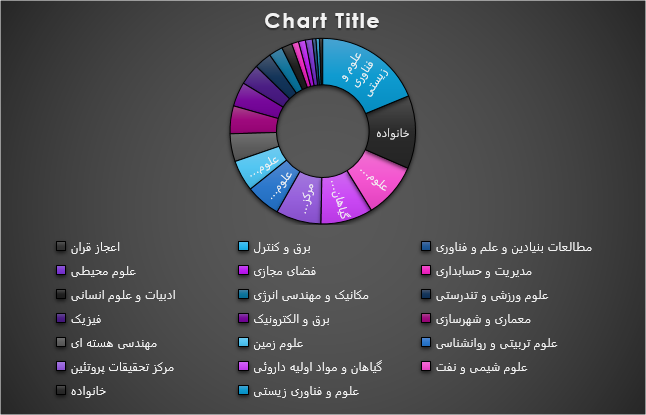 Chart Title
علوم و
فناوری
زیستی
خانواده
علوم...
گیاهان...
مرکز...
علوم...
علوم...
مطالعات بنیادین و علم و فناوری
برق و کنترل
اعجاز قران
مدیریت و حسابداری
فضای مجازی
علوم محیطی
علوم ورزشی و تندرستی
مکانیک و مهندسی انرژی
ادبیات و علوم انسانی
معماری و شهرسازی
برق و الکترونیک
فیزیک
علوم تربیتی و روانشناسی
علوم زمین
مهندسی هسته ای
علوم شیمی و نفت
گیاهان و مواد اولیه داروئی
مرکز تحقیقات پروتئین
علوم و فناوری زیستی
خانواده